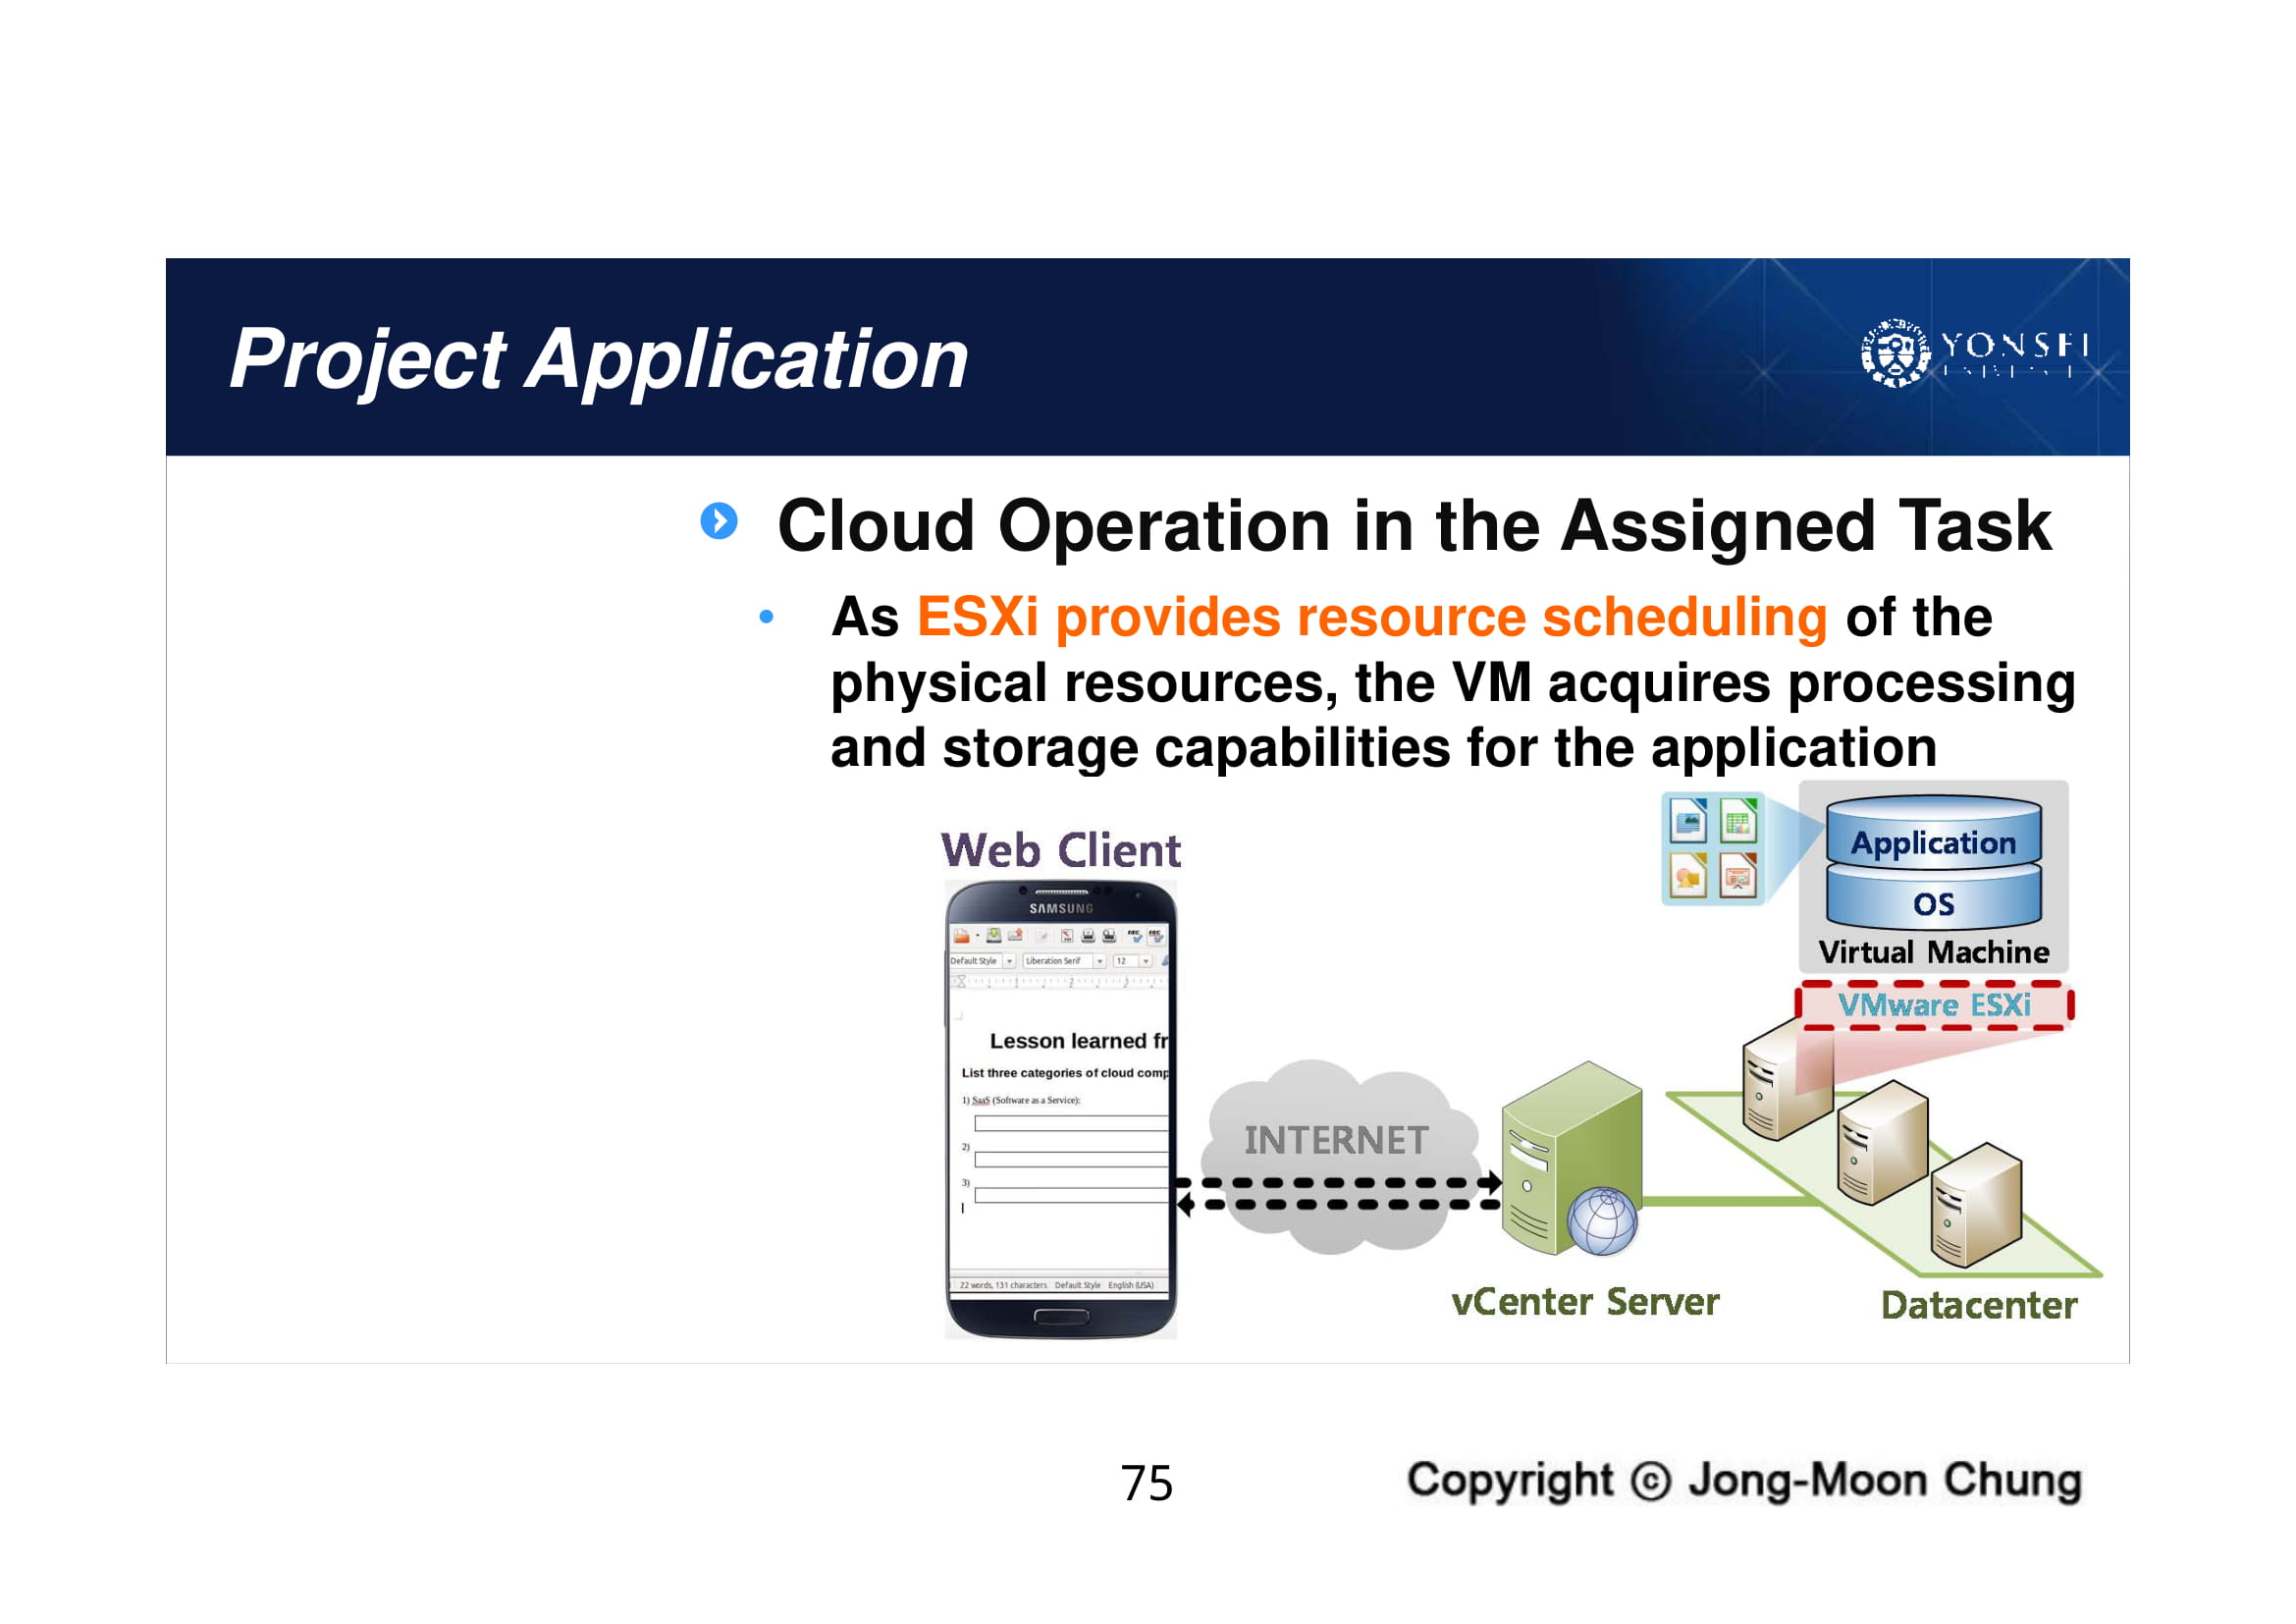 Project Application
YONSEI
Cloud Operation in the Assigned Task
• As ESXi provides resource scheduling of the
physical resources, the VM acquires processing
and storage capabilities for the application
Web Client
SAMSUNG
Default Style
Liberation Serif
12
Lesson learned fr
List three categories of cloud comp
1) SaaS (Software as a Service):
2)
3)
22 words, 131 characters Default Style English (USA)
INTERNET
vCenter Server
Application
OS
Virtual Machine
VMware ESXi
Datacenter
75
Copyright © Jong-Moon Chung